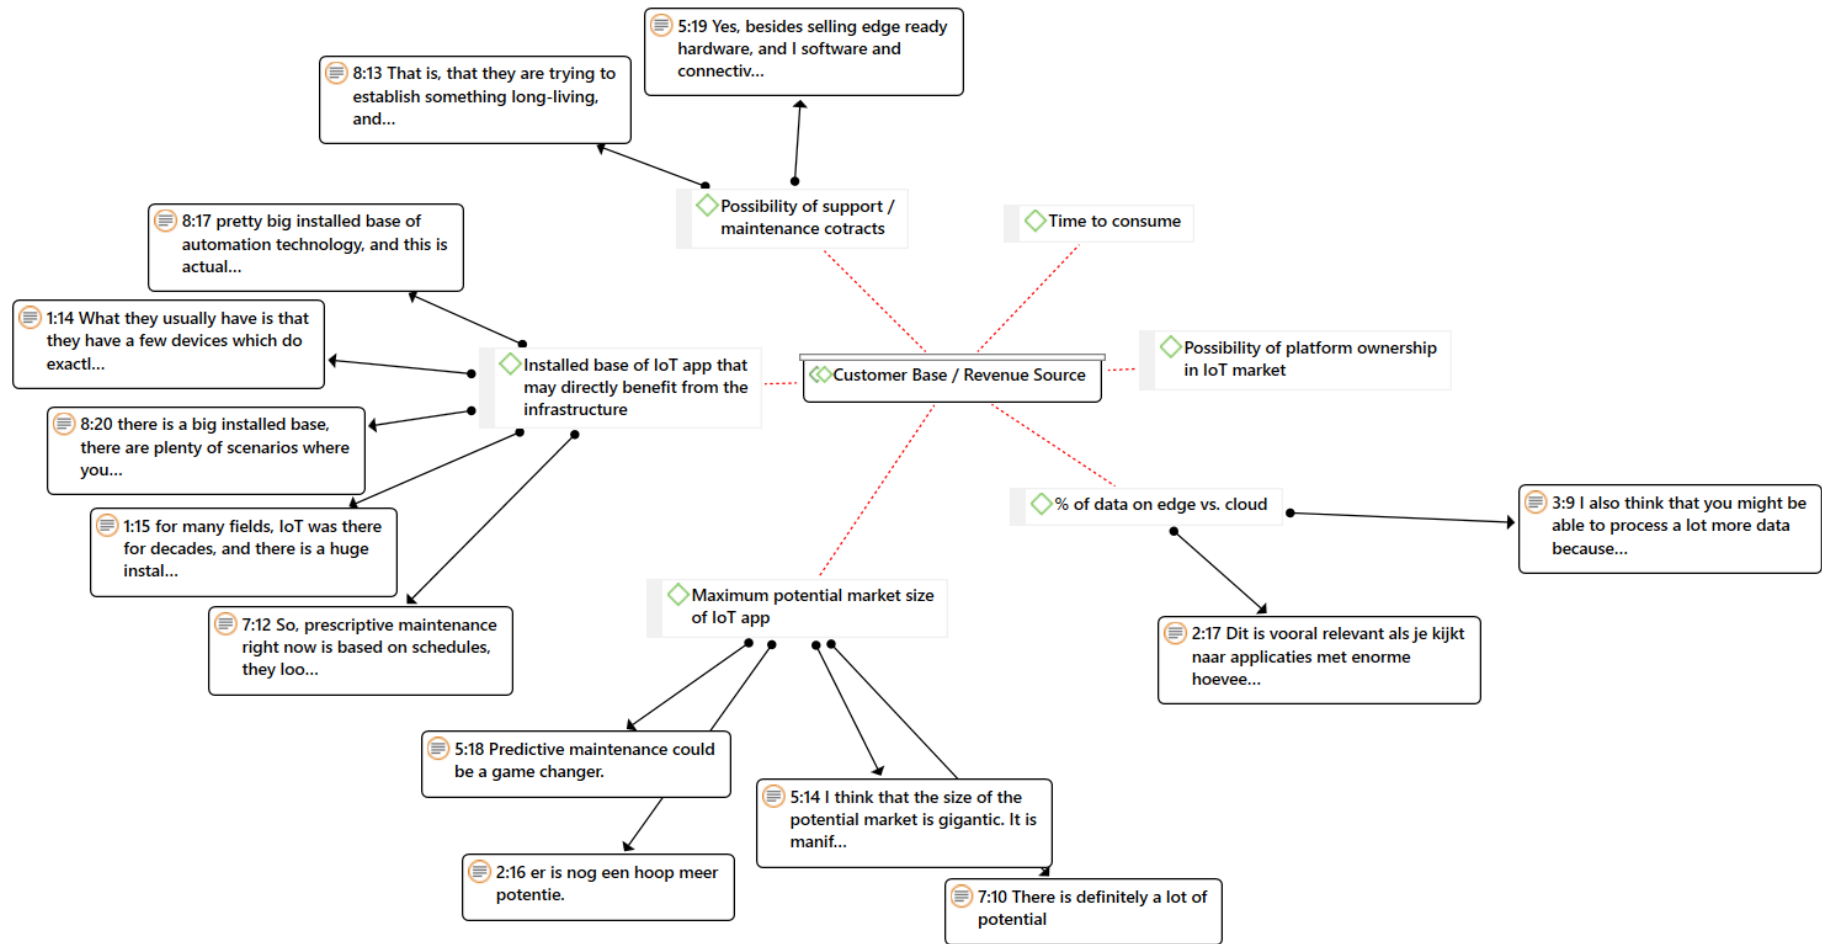 5:19 Yes, besides selling edge ready
hardware, and I software and
connectiv...
8:13 That is, that they are trying to
establish something long-living,
and...
Possibility of support /
maintenance cotracts
Time to consume
8:17 pretty big installed base of
automation technology, and this is
actual...
1:14 What they usually have is that
they have a few devices which do
exactl...
Installed base of IoT app that
may directly benefit from the
infrastructure
Customer Base / Revenue Source
Possibility of platform ownership
in IoT market
8:20 there is a big installed base,
there are plenty of scenarios where
you...
1:15 for many fields, IoT was there
for decades, and there is a huge
instal...
% of data on edge vs. cloud
3:9 I also think that you might be
able to process a lot more data
because...
7:12 So, prescriptive maintenance
right now is based on schedules,
they loo...
Maximum potential market size
of IoT app
2:17 Dit is vooral relevant als je kijkt
naar applicaties met enorme
hoevee...
5:18 Predictive maintenance could
be a game changer.
5:14 I think that the size of the
potential market is gigantic. It is
manif...
2:16 er is nog een hoop meer
potentie.
7:10 There is definitely a lot of
potential